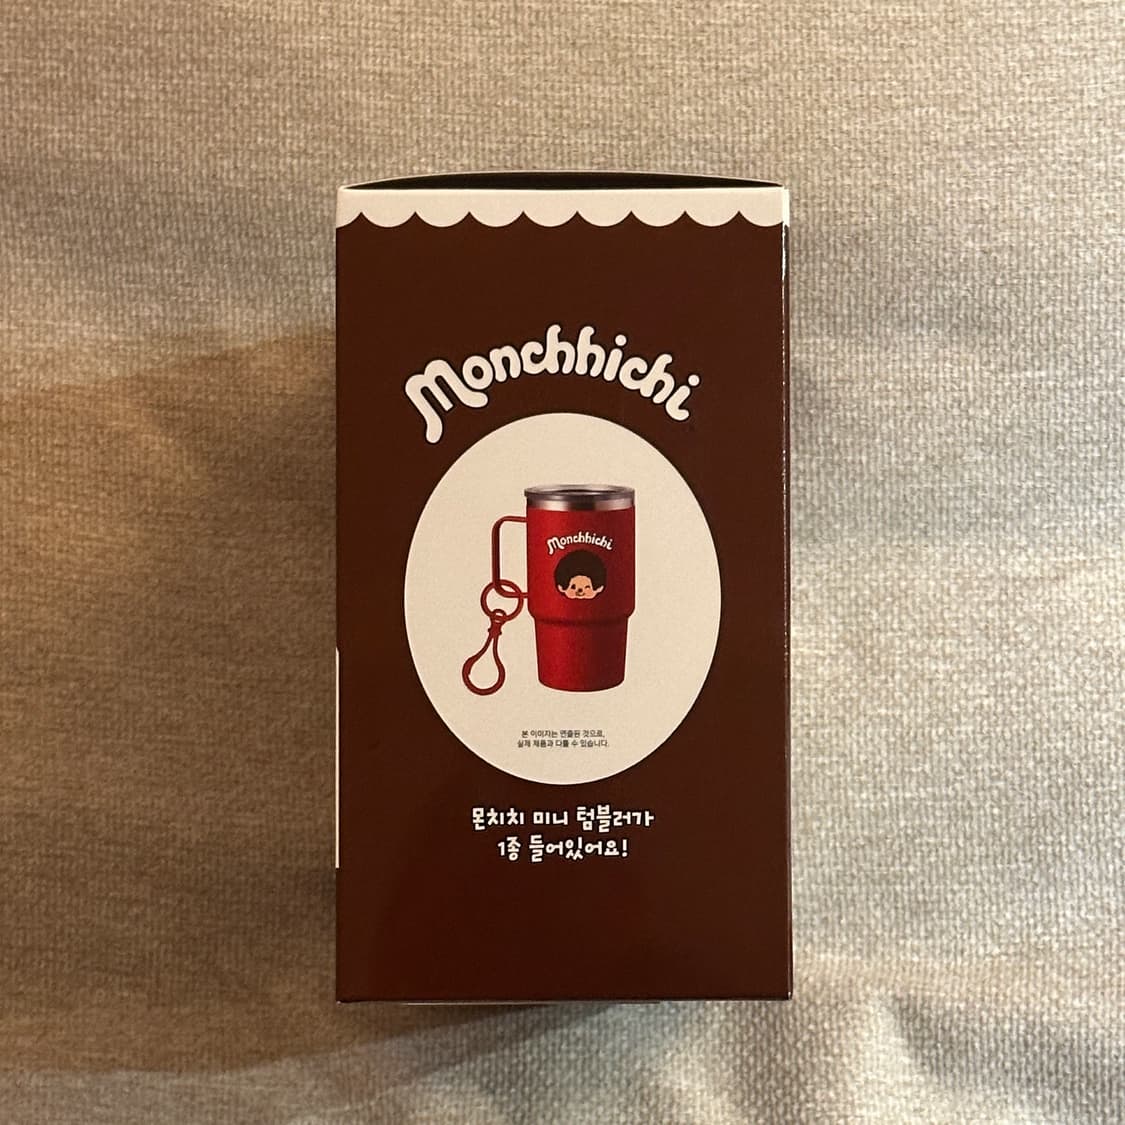 Monchhichi
Monchhichi
본 이미지는 연출된 것으로,
실제 제품과 다를 수 있습니다.
몬치치 미니 텀블러가
1종 들어있어요!